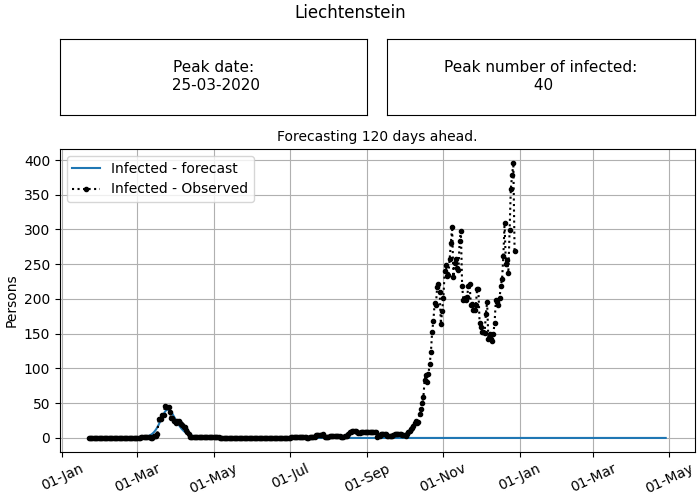 Liechtenstein
Peak date:
25-03-2020
Peak number of infected:
40
Forecasting 120 days ahead.
Infected - forecast
Infected - Observed
Persons
400
350
300
250
200
150
100
50
0
01-Jan
01-Mar
01-May
01-Jul
01-Sep
01-Nov
01-Jan
01-Mar
01-May